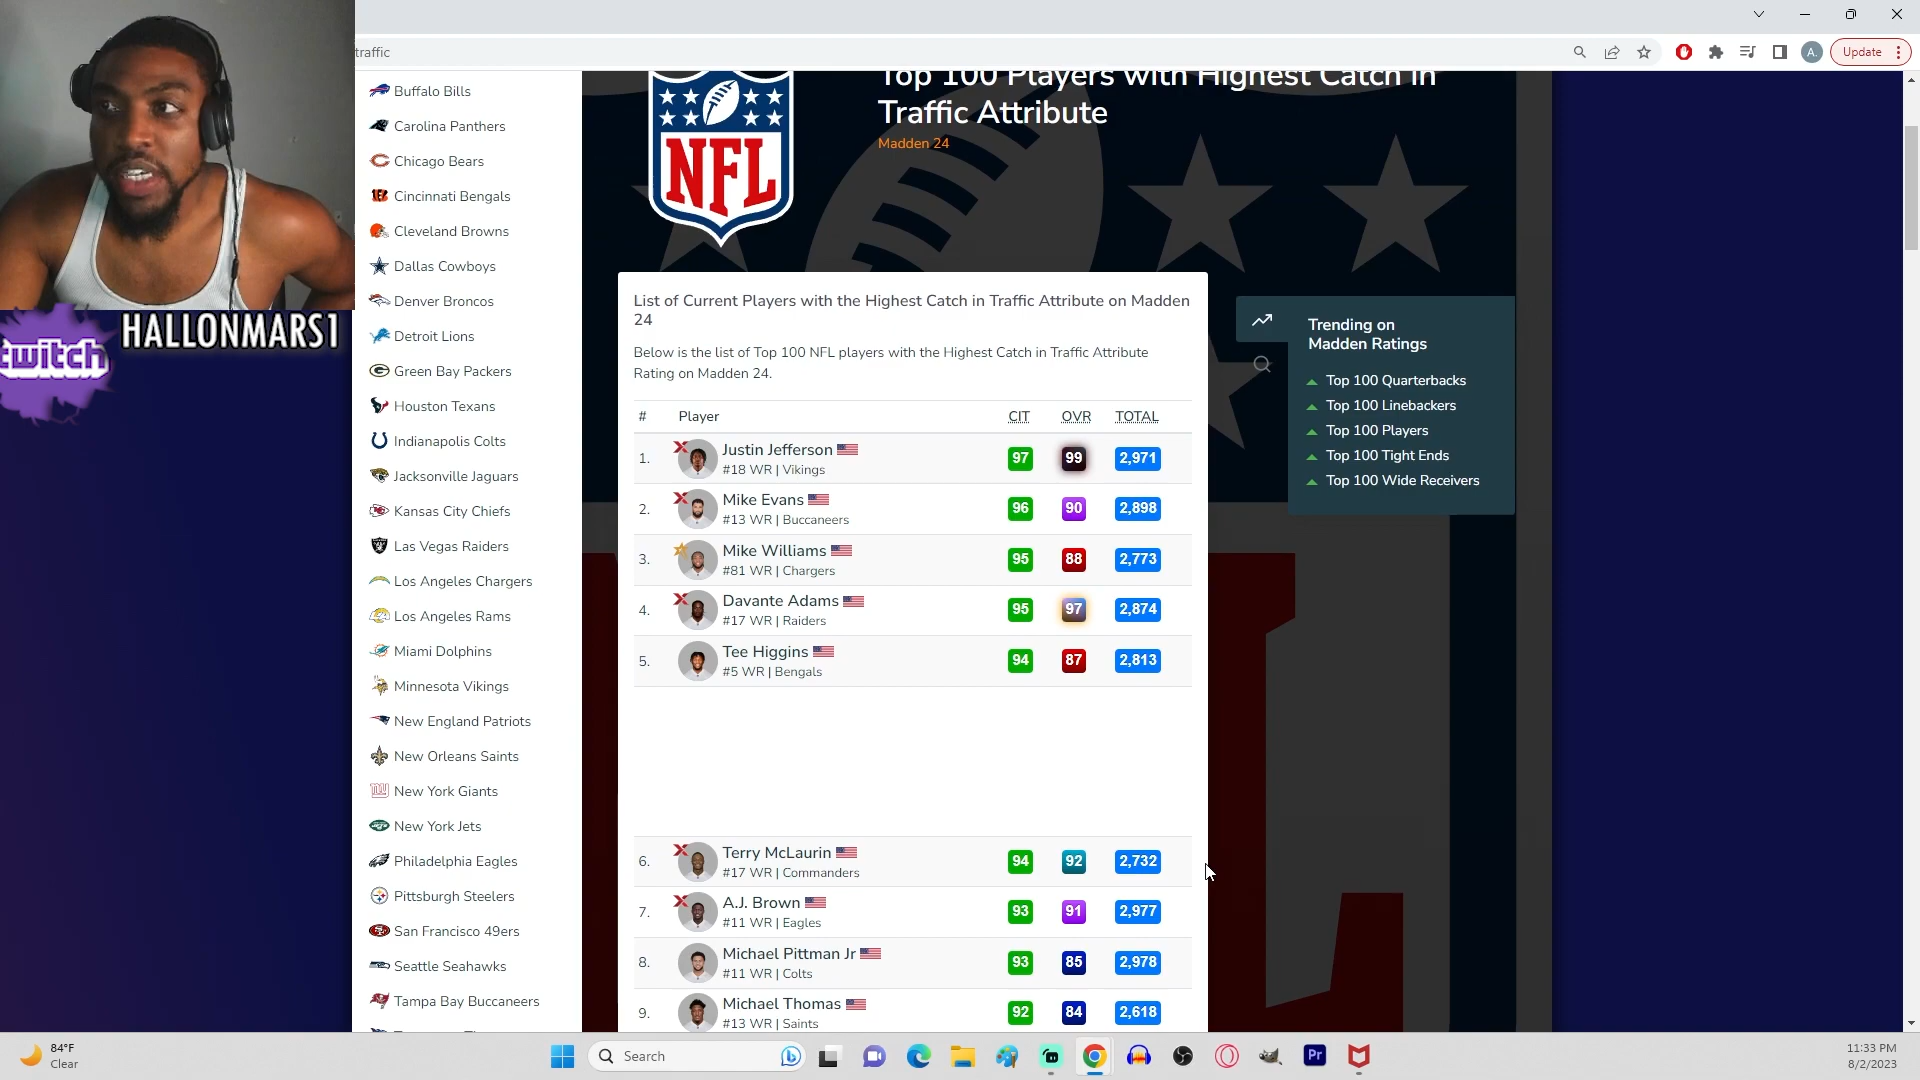 traffic
Update
A.
Buffalo Bills
Carolina Panthers
Chicago Bears
Cincinnati Bengals
Cleveland Browns
Dallas Cowboys
Denver Broncos
Detroit Lions
Green Bay Packers
Houston Texans
Indianapolis Colts
Jacksonville Jaguars
Kansas City Chiefs
Las Vegas Raiders
Los Angeles Chargers
Los Angeles Rams
Miami Dolphins
Minnesota Vikings
New England Patriots
New Orleans Saints
New York Giants
New York Jets
Philadelphia Eagles
Pittsburgh Steelers
San Francisco 49ers
Seattle Seahawks
Tampa Bay Buccaneers
twitch
HALLONMARS1
NFL
Top 100 Players with Highest Catch in
Traffic Attribute
Madden 24
List of Current Players with the Highest Catch in Traffic Attribute on Madden
24
Below is the list of Top 100 NFL players with the Highest Catch in Traffic Attribute
Rating on Madden 24.
# Player CIT OVR TOTAL
1. Justin Jefferson 97 99 2,971
#18 WR | Vikings
2. Mike Evans 96 90 2,898
#13 WR | Buccaneers
3. Mike Williams 95 88 2,773
#81 WR | Chargers
4. Davante Adams 95 97 2,874
#17 WR | Raiders
5. Tee Higgins 94 87 2,813
#5 WR | Bengals
6. Terry McLaurin 94 92 2,732
#17 WR | Commanders
7. A.J. Brown 93 91 2,977
#11 WR | Eagles
8. Michael Pittman Jr 93 85 2,978
#11 WR | Colts
9. Michael Thomas 92 84 2,618
#13 WR | Saints
Trending on
Madden Ratings
Top 100 Quarterbacks
Top 100 Linebackers
Top 100 Players
Top 100 Tight Ends
Top 100 Wide Receivers
84°F
Clear
Search
Pr
11:33 PM
8/2/2023